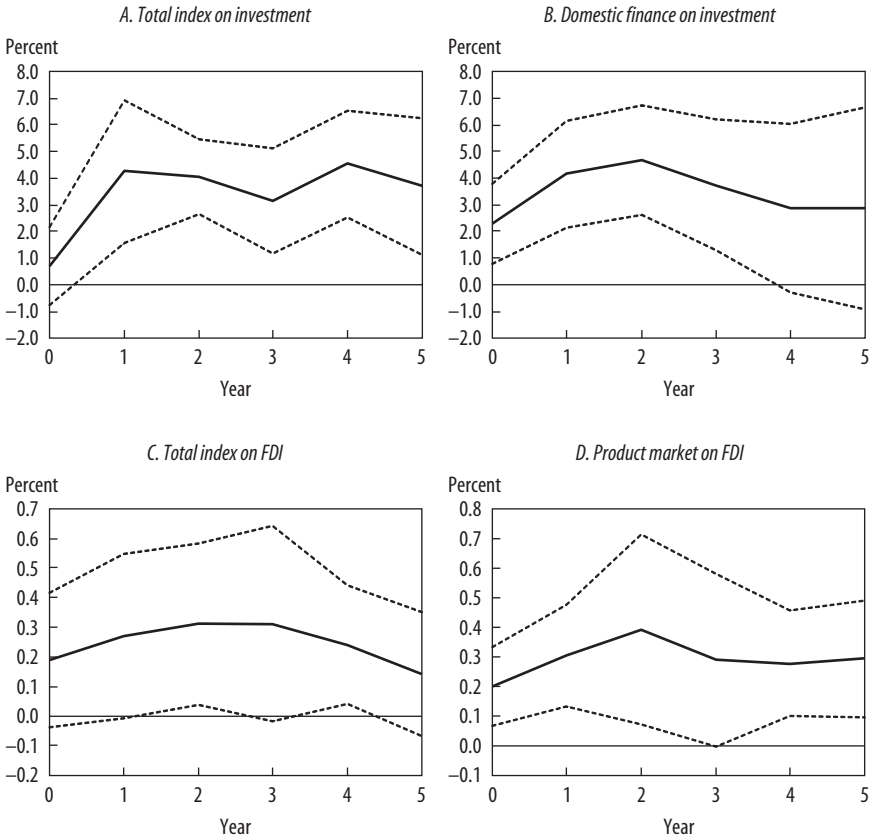 A. Total index on investment
Percent
8.0
7.0
6.0
5.0
4.0
3.0
2.0
1.0
0.0
–1.0
–2.0
0 1 2 3 4 5
Year
B. Domestic finance on investment
Percent
8.0
7.0
6.0
5.0
4.0
3.0
2.0
1.0
0.0
–1.0
–2.0
0 1 2 3 4 5
Year
C. Total index on FDI
Percent
0.7
0.6
0.5
0.4
0.3
0.2
0.1
0.0
–0.1
–0.2
0 1 2 3 4 5
Year
D. Product market on FDI
Percent
0.8
0.7
0.6
0.5
0.4
0.3
0.2
0.1
0.0
–0.1
0 1 2 3 4 5
Year